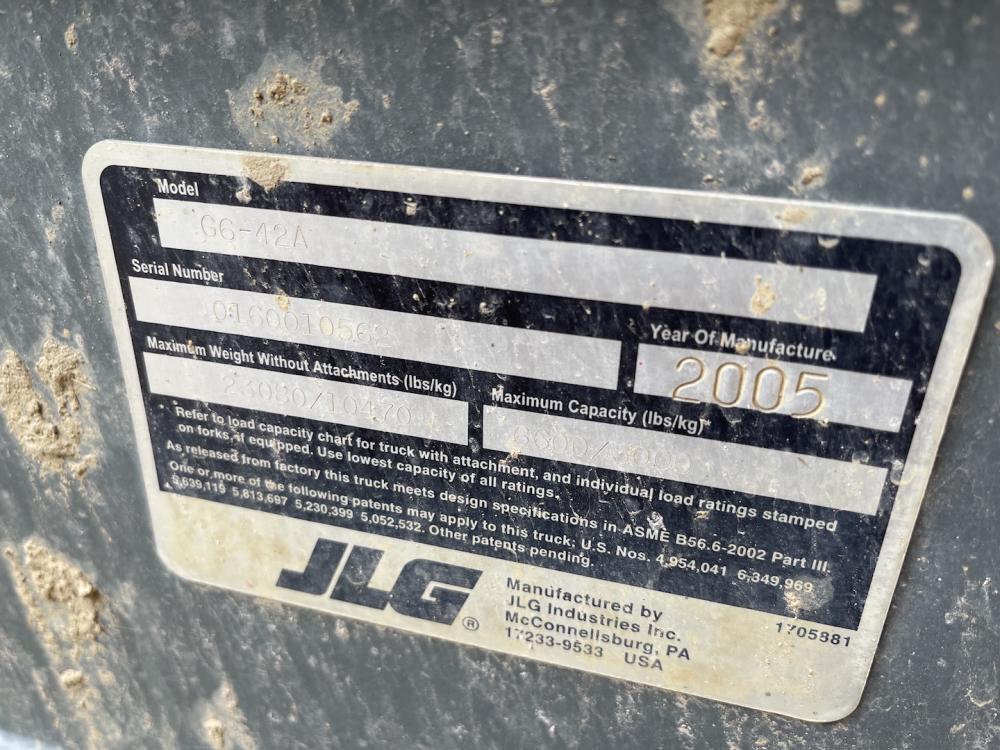 Model
G6-42A
Serial Number
0160010562
Year Of Manufacture
2005
Maximum Weight Without Attachments (lbs/kg)
23080/10470
Maximum Capacity (lbs/kg)
6600/
Refer to load capacity chart for truck with attachment, and individual load ratings stamped
on forks, if equipped. Use lowest capacity of all ratings.
As released from factory this truck meets design specifications in ASME B56.6-2002 Part III.
One or more of the following patents may apply to this truck; U.S. Nos. 4,954,041 6,349,969
5,639,119 5,813,697 5,230,399 5,052,532. Other patents pending.
JLG®
Manufactured by
JLG Industries Inc.
McConnellsburg, PA
17233-9533 USA
1705881